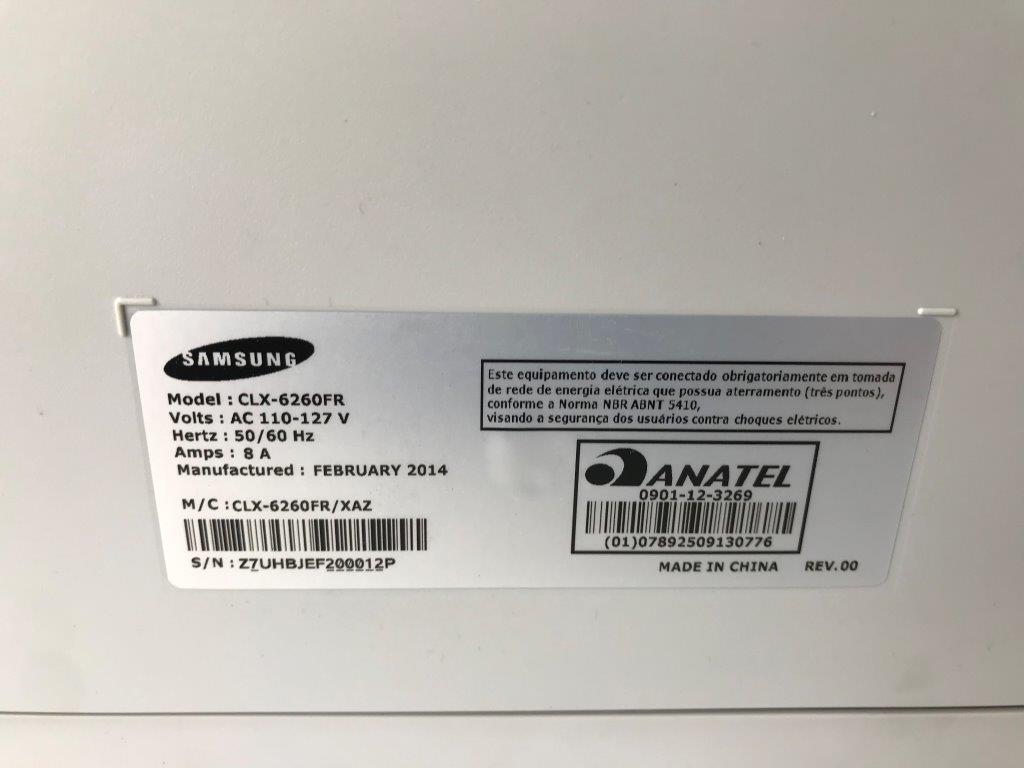 SAMSUNG
Model : CLX-6260FR
Volts : AC 110-127 V
Hertz : 50/60 Hz
Amps : 8 A
Manufactured : FEBRUARY 2014
M/C : CLX-6260FR/XAZ
S/N : Z7UHBJEF200012P
Este equipamento deve ser conectado obrigatoriamente em tomada
de rede de energia elétrica que possua aterramento (três pontos),
conforme a Norma NBR ABNT 5410,
visando a segurança dos usuários contra choques elétricos.
ANATEL
0901-12-3269
(01)07892509130776
MADE IN CHINA REV.00